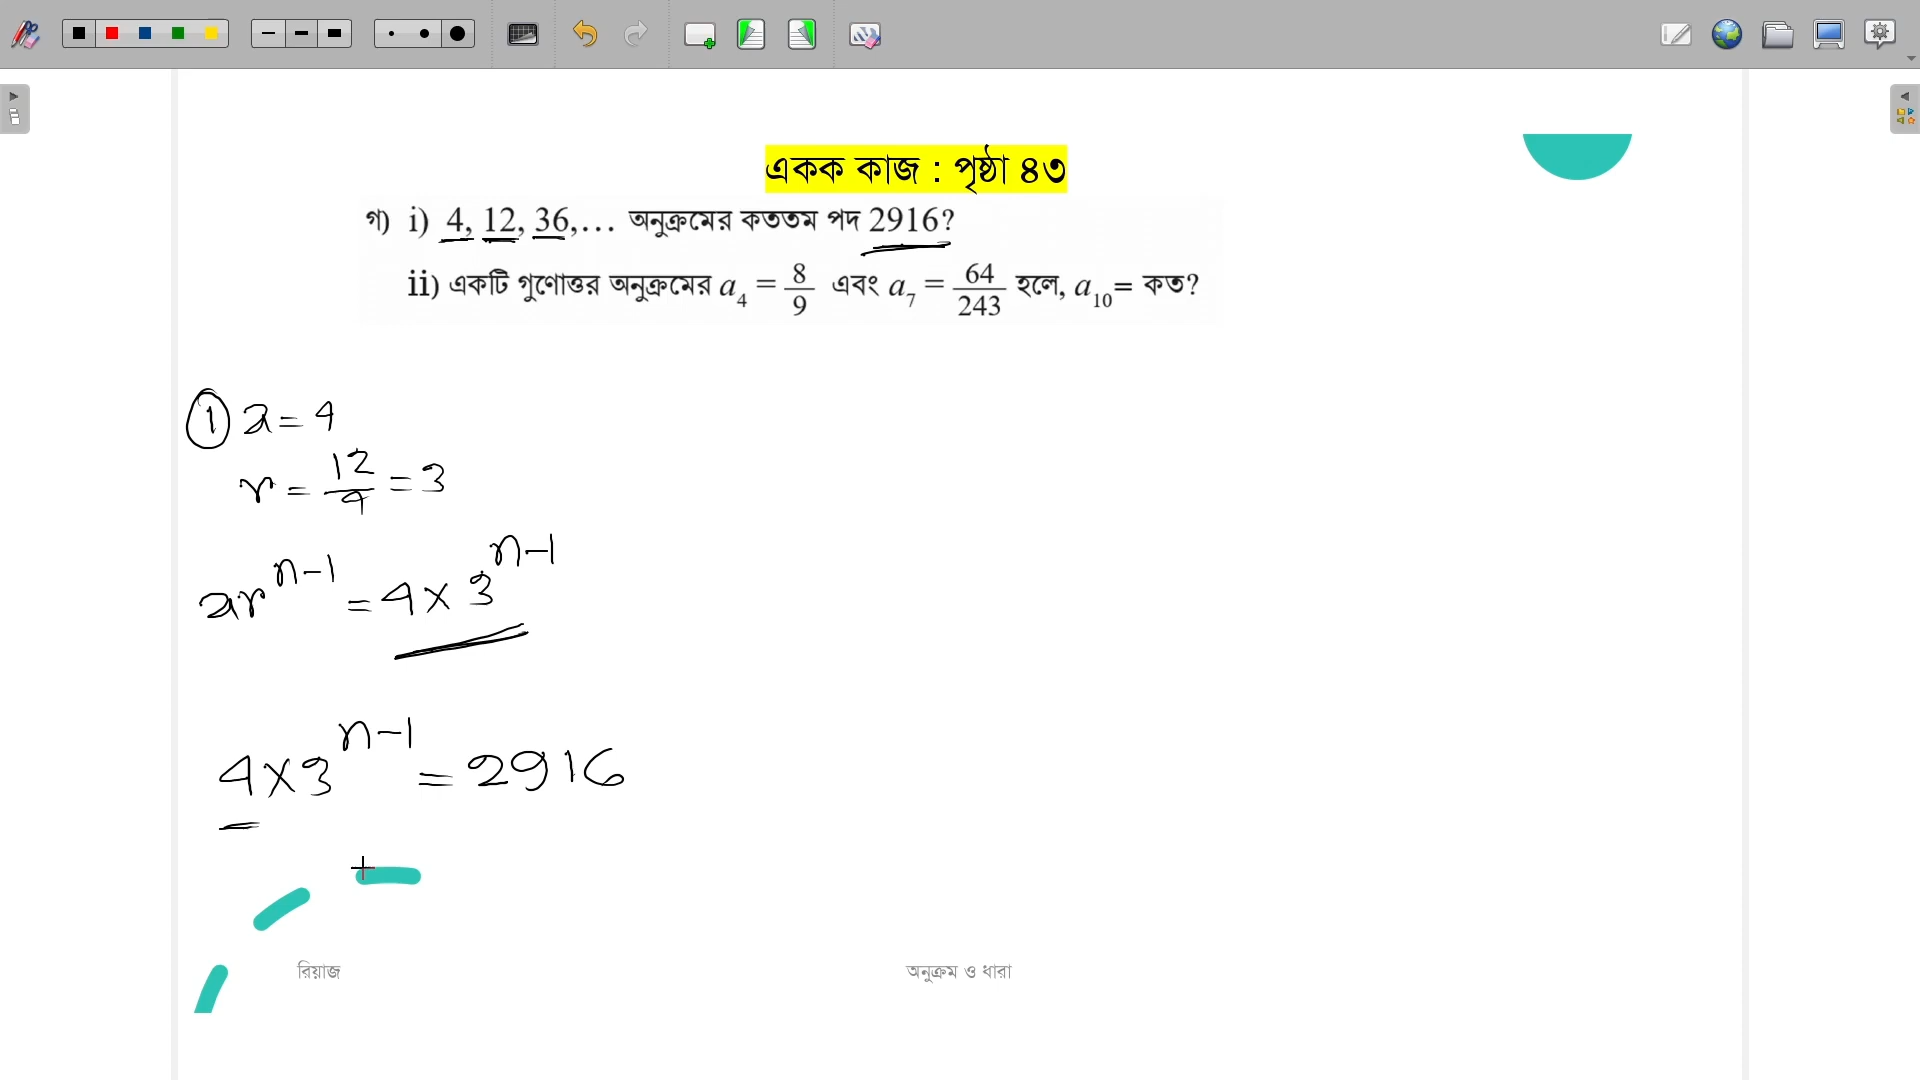 একক কাজ : পৃষ্ঠা ৪৩
গ) i) 4, 12, 36,... অনুক্রমের কততম পদ 2916?
ii) একটি গুণোত্তর অনুক্রমের a₄ = 8/9 এবং a₇ = 64/243 হলে, a₁₀= কত?
① a = 4
r = 12/4 = 3
ar^(n-1) = 4 × 3^(n-1)
4 × 3^(n-1) = 2916
রিয়াজ
অনুক্রম ও ধারা